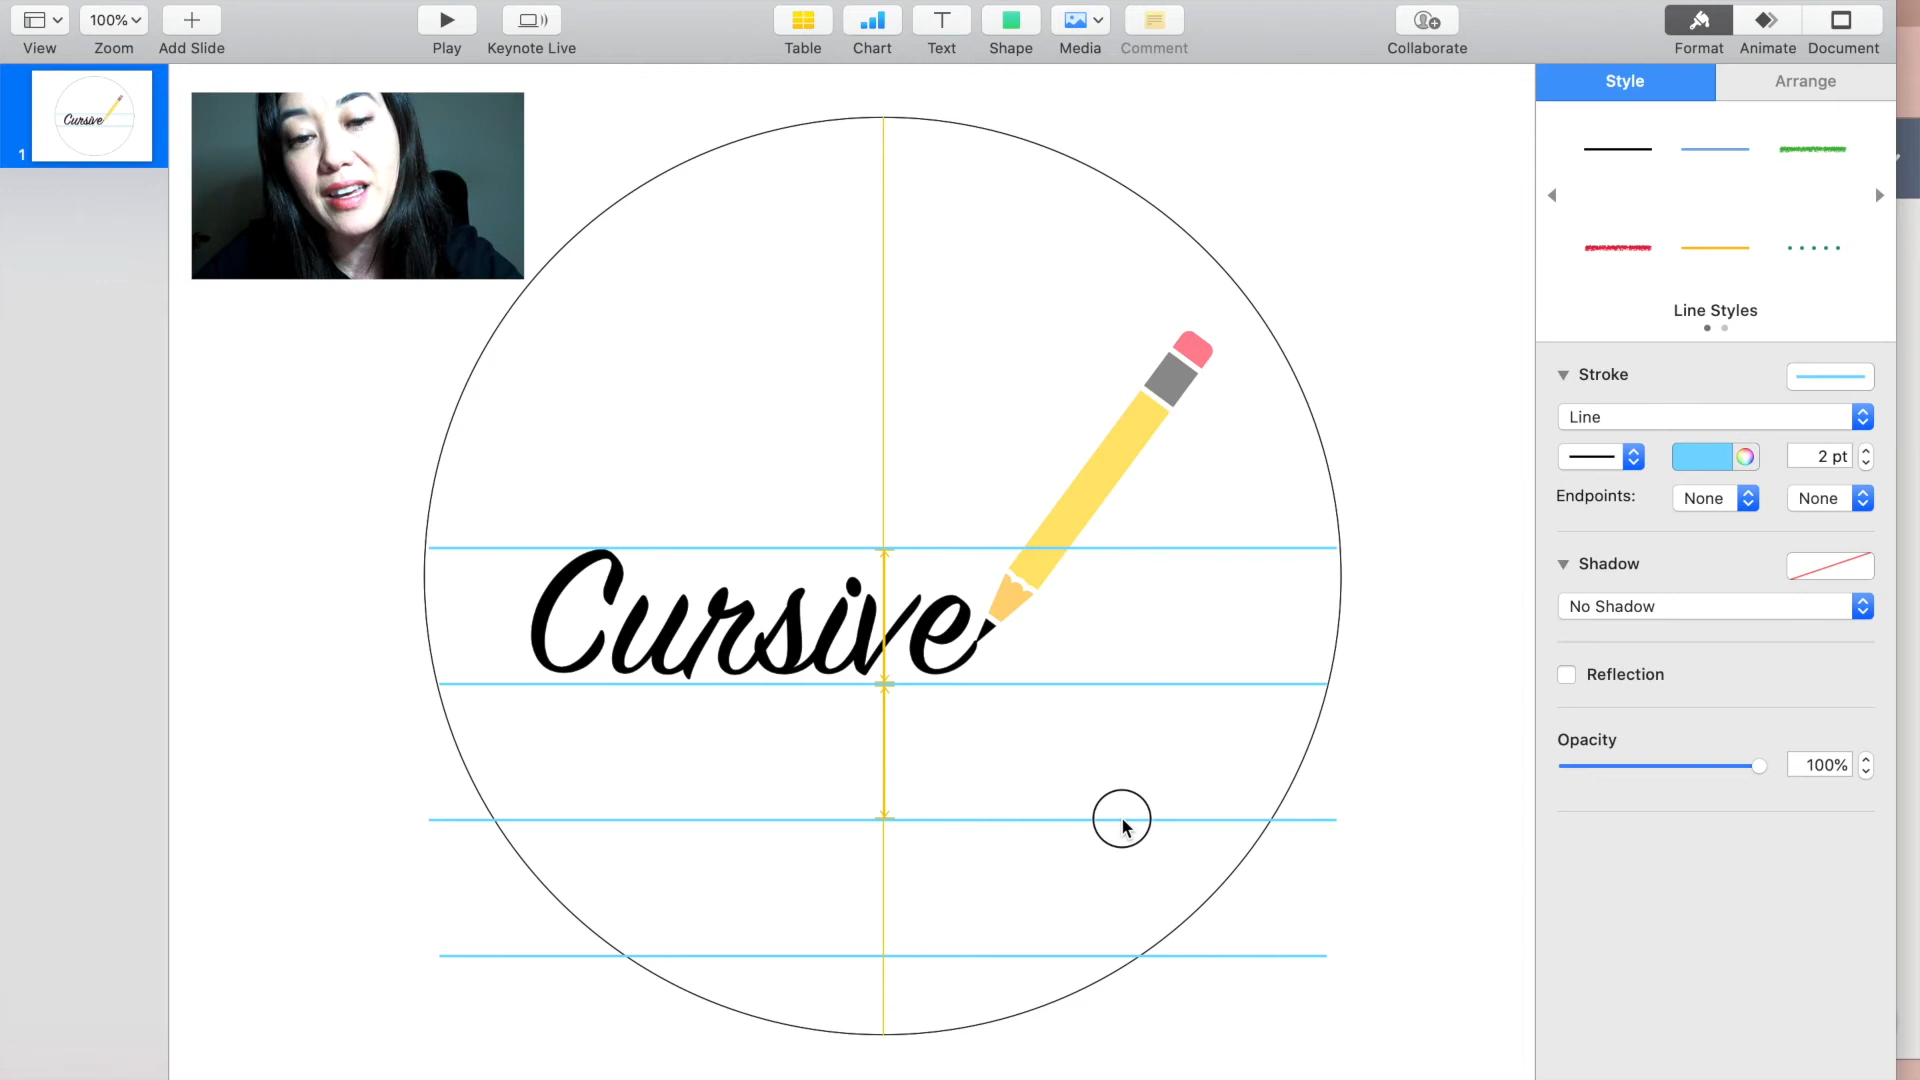 View
100%
Zoom
Add Slide
Play
Keynote Live
Table
Chart
Text
Shape
Media
Comment
Collaborate
Format
Animate
Document
1
Cursive
Cursive
Style
Arrange
Line Styles
Stroke
Line
2 pt
Endpoints:
None
None
Shadow
No Shadow
Reflection
Opacity
100%